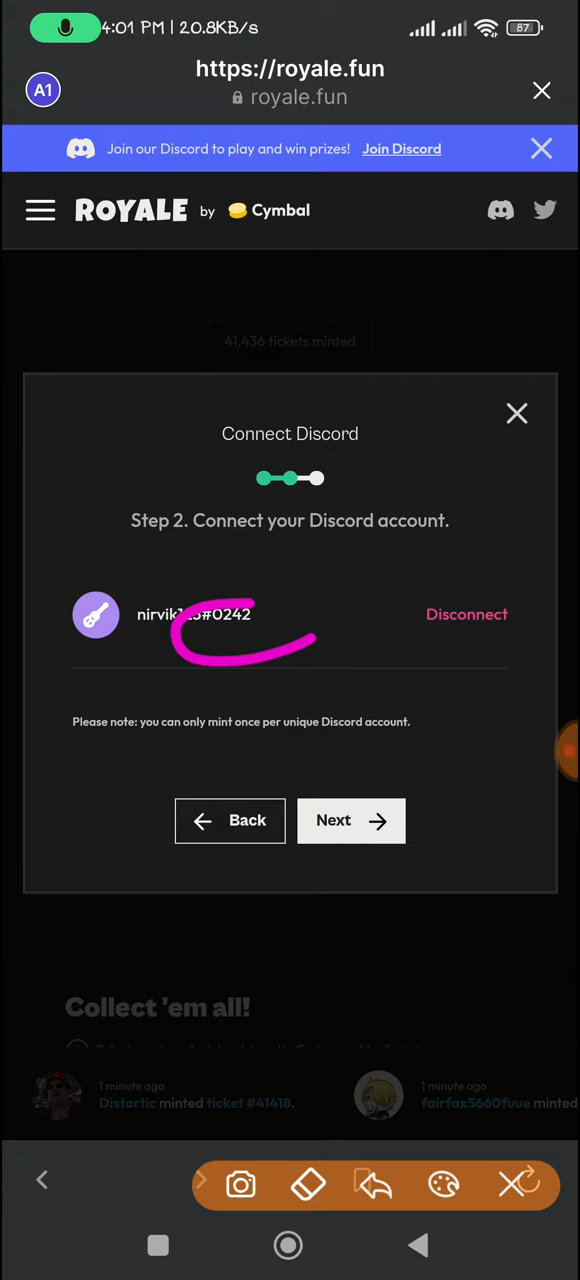 4:01 PM | 20.8KB/s
87
https://royale.fun
A1
royale.fun
Join our Discord to play and win prizes! Join Discord
ROYALE by Cymbal
41,436 tickets minted
Connect Discord
Step 2. Connect your Discord account.
#0242
Disconnect
Please note: you can only mint once per unique Discord account.
Back
Next
Collect 'em all!
1 minute ago
Distortic minted ticket #41418.
1 minute ago
fairfax5660fuue minted